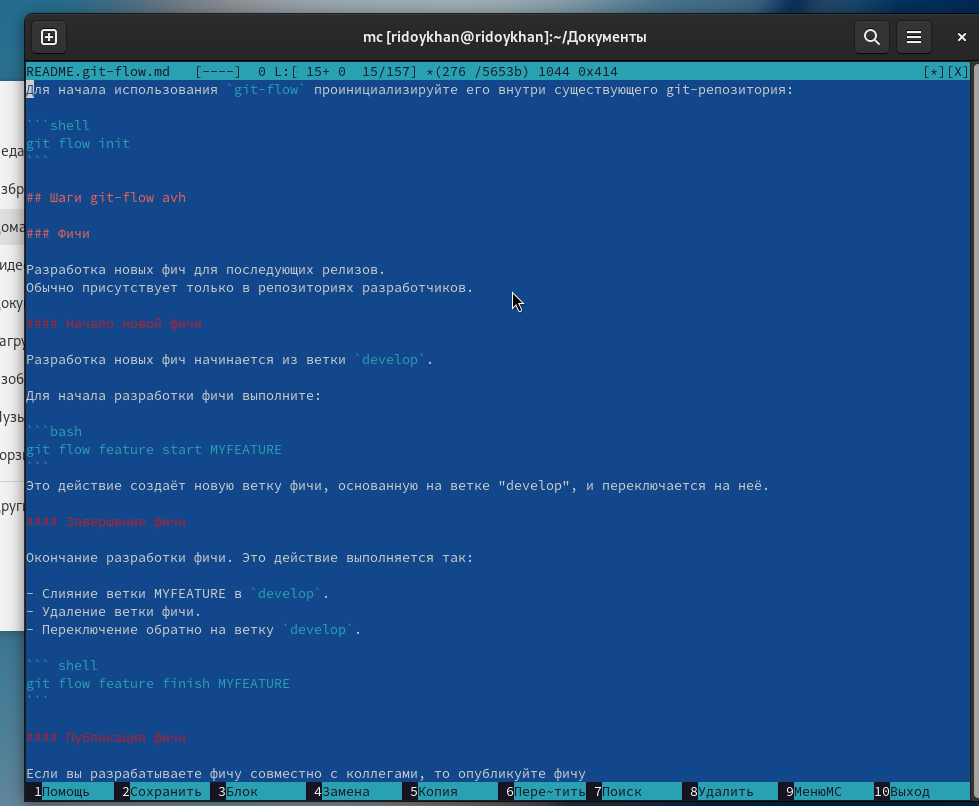 mc [ridoykhan@ridoykhan]:~/Документы
README.git-flow.md [----] 0 L:[ 15+ 0 15/157] *(276 /5653b) 1044 0x414 [*][X]
Для начала использования `git-flow` проинициализируйте его внутри существующего git-репозитория:
```shell
git flow init
```
## Шаги git-flow avh
### Фичи
Разработка новых фич для последующих релизов.
Обычно присутствует только в репозиториях разработчиков.
#### Начало новой фичи
Разработка новых фич начинается из ветки `develop`.
Для начала разработки фичи выполните:
```bash
git flow feature start MYFEATURE
```
Это действие создаёт новую ветку фичи, основанную на ветке "develop", и переключается на неё.
#### Завершение фичи
Окончание разработки фичи. Это действие выполняется так:
- Слияние ветки MYFEATURE в `develop`.
- Удаление ветки фичи.
- Переключение обратно на ветку `develop`.
``` shell
git flow feature finish MYFEATURE
```
#### Публикация фичи
Если вы разрабатываете фичу совместно с коллегами, то опубликуйте фичу
1Помощь 2Сохранить 3Блок 4Замена 5Копия 6Пере~тить 7Поиск 8Удалить 9МенюМС 10Выход